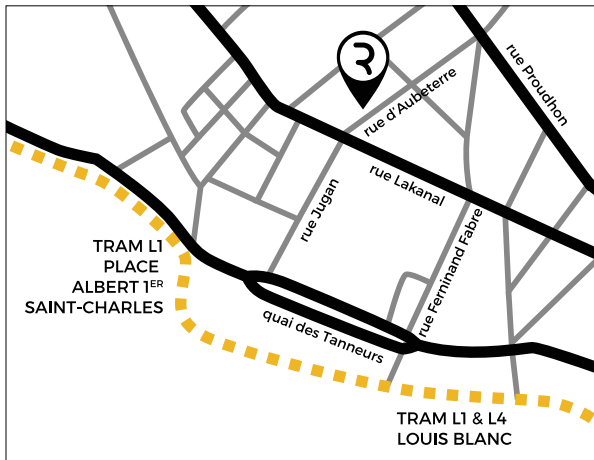 R
rue d'Aubeterre
rue Proudhon
rue Lakanal
rue Jugan
rue Ferninand Fabre
TRAM L1
PLACE
ALBERT 1ER
SAINT-CHARLES
quai des Tanneurs
TRAM L1 & L4
LOUIS BLANC